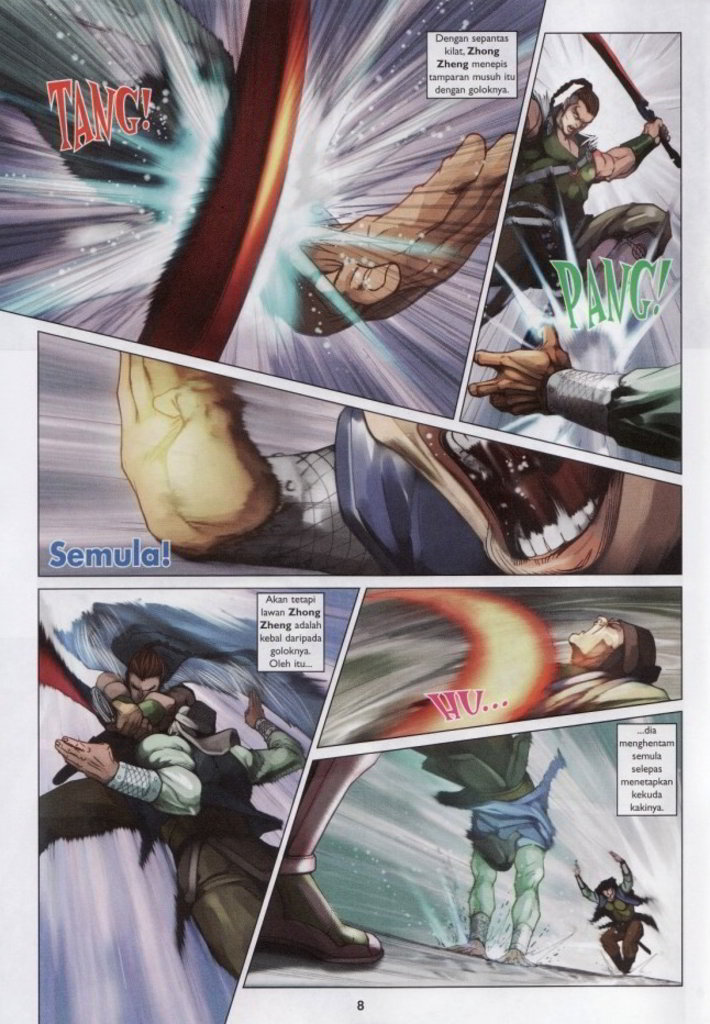 Dengan sepantas
kilat, Zhong
Zheng menepis
tamparan musuh itu
dengan goloknya.
TANG!
PANG!
Semula!
Akan tetapi
lawan Zhong
Zheng adalah
kebal daripada
goloknya.
Oleh itu...
HU...
...dia
menghentam
semula
selepas
menetapkan
kekuda
kakinya.
8